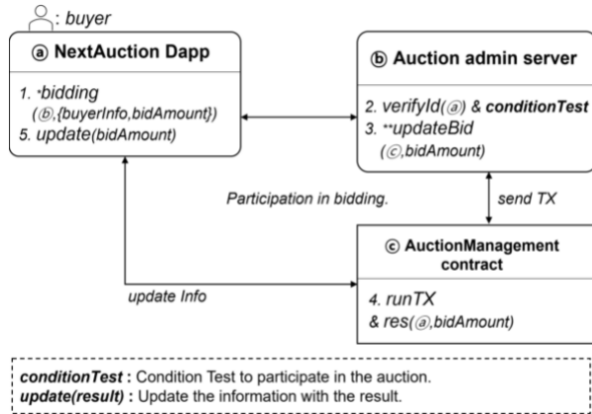 : buyer
ⓐ NextAuction Dapp
1. *bidding
(ⓑ,{buyerInfo,bidAmount})
5. update(bidAmount)
ⓑ Auction admin server
2. verifyId(ⓐ) & conditionTest
3. **updateBid
(ⓒ,bidAmount)
Participation in bidding.
send TX
ⓒ AuctionManagement
contract
4. runTX
& res(ⓐ,bidAmount)
update Info
conditionTest : Condition Test to participate in the auction.
update(result) : Update the information with the result.